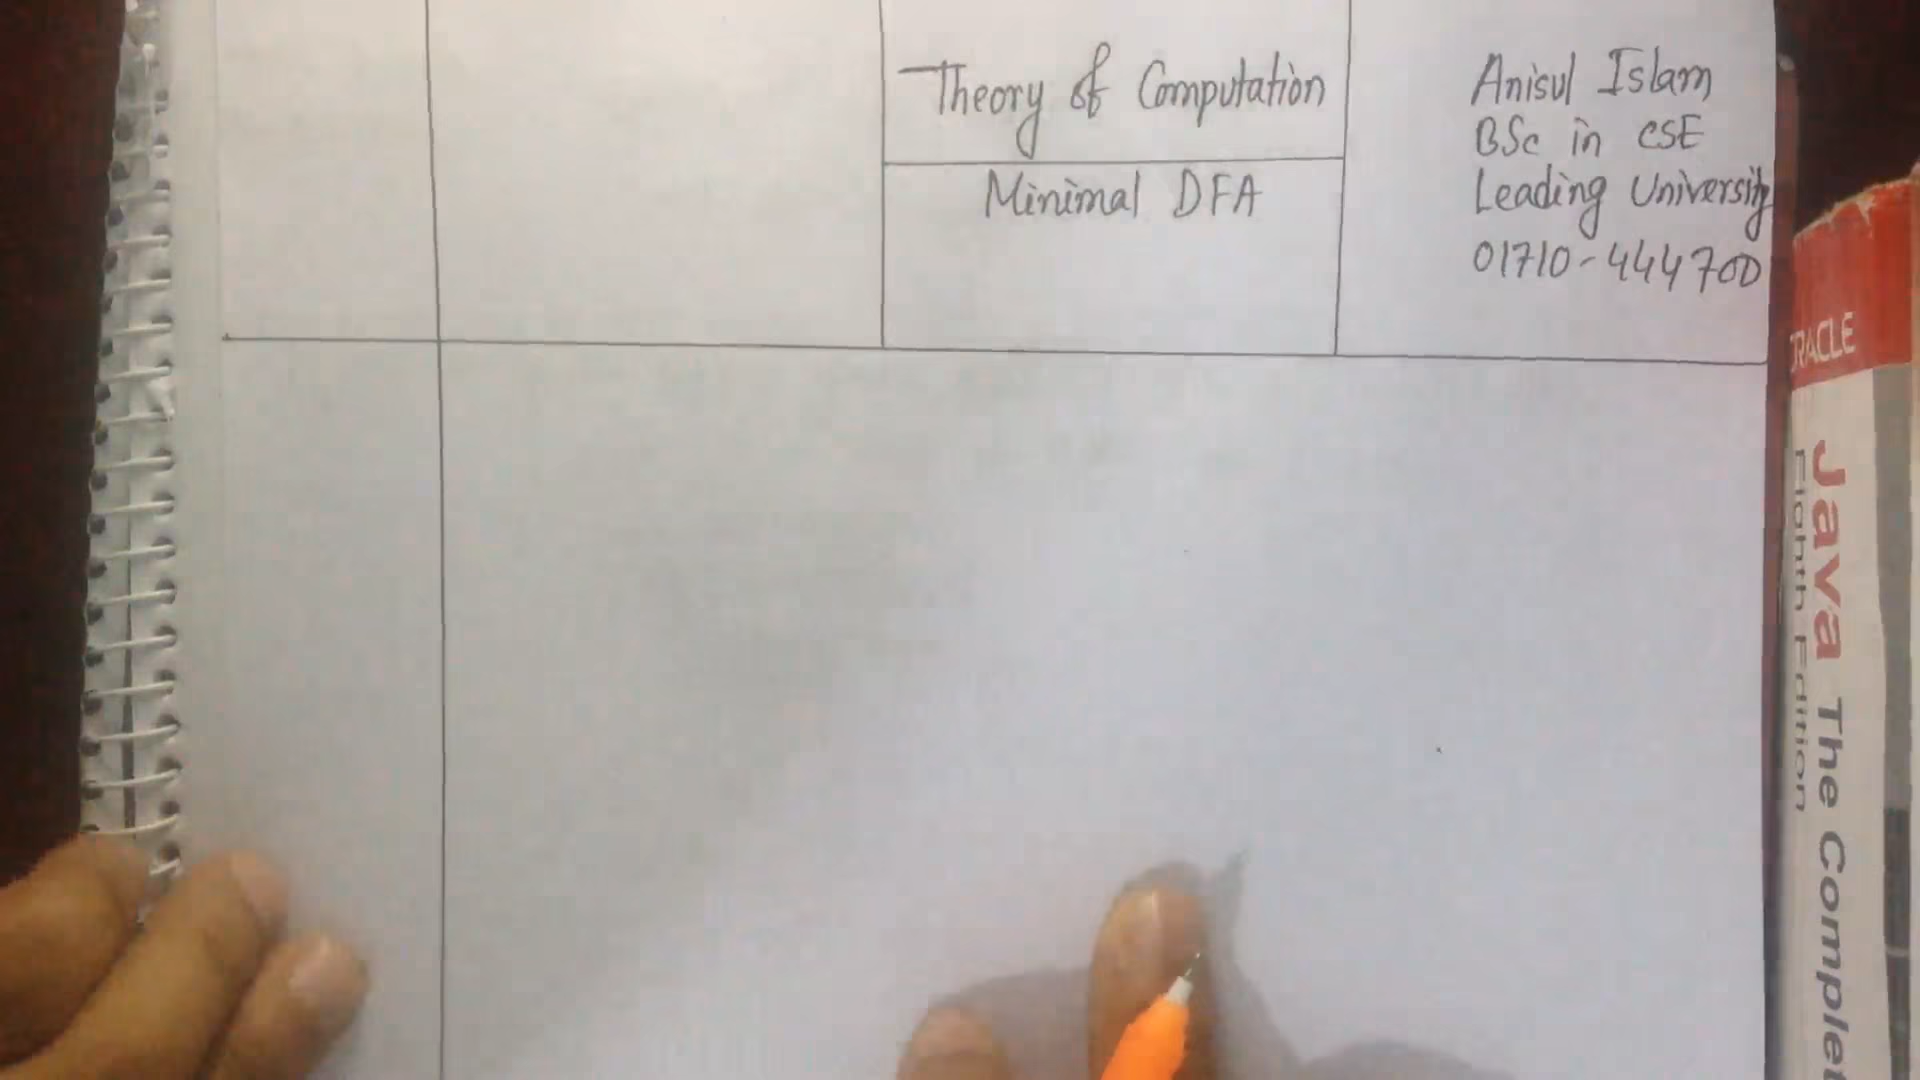 Theory of Computation
Minimal DFA
Anisul Islam
BSc in CSE
Leading University
01710-444700
ORACLE
Java The Complet
Eighth Edition